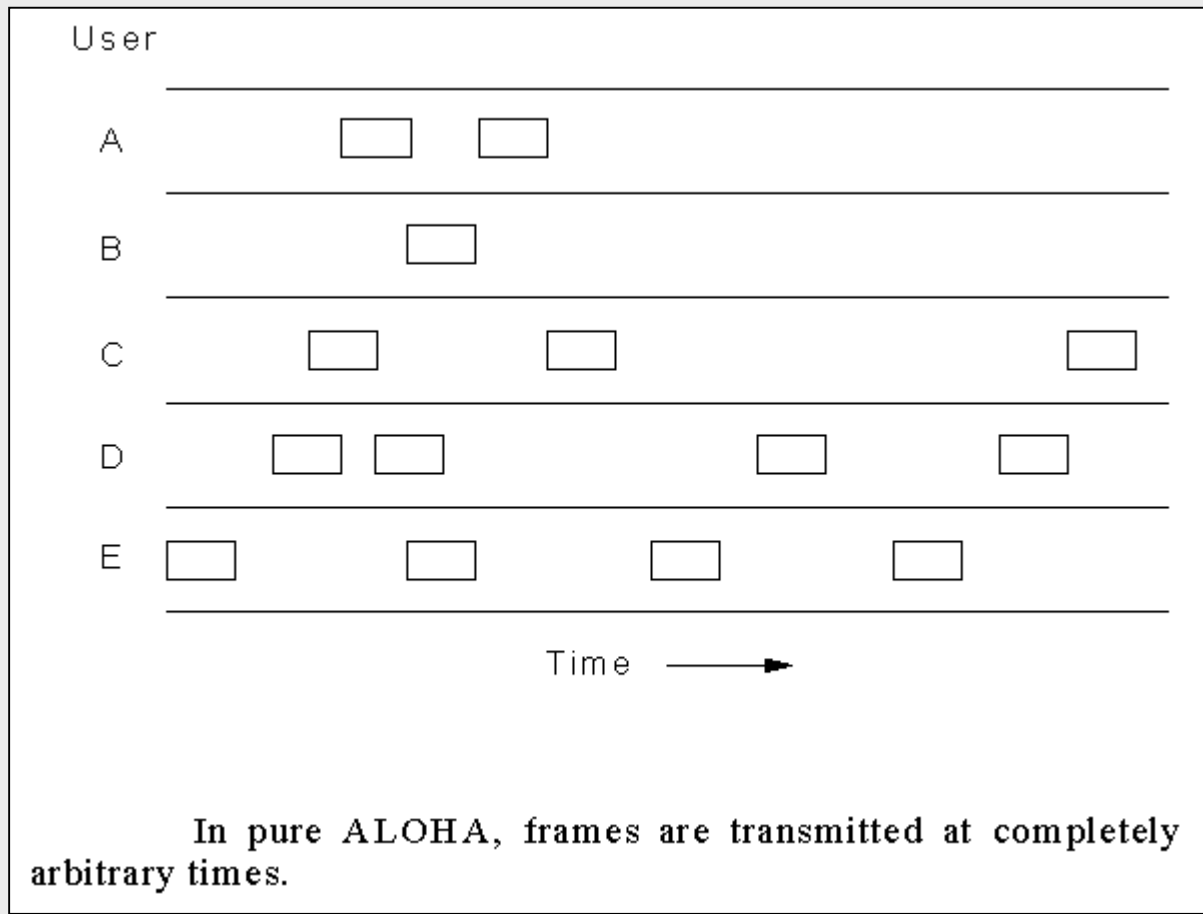 User
A
B
C
D
E
Time
In pure ALOHA, frames are transmitted at completely
arbitrary times.